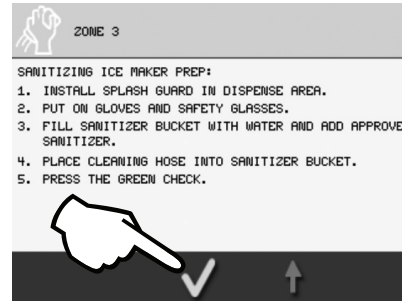 ZONE 3
SANITIZING ICE MAKER PREP:
1. INSTALL SPLASH GUARD IN DISPENSE AREA.
2. PUT ON GLOVES AND SAFETY GLASSES.
3. FILL SANITIZER BUCKET WITH WATER AND ADD APPROVE
SANITIZER.
4. PLACE CLEANING HOSE INTO SANITIZER BUCKET.
5. PRESS THE GREEN CHECK.